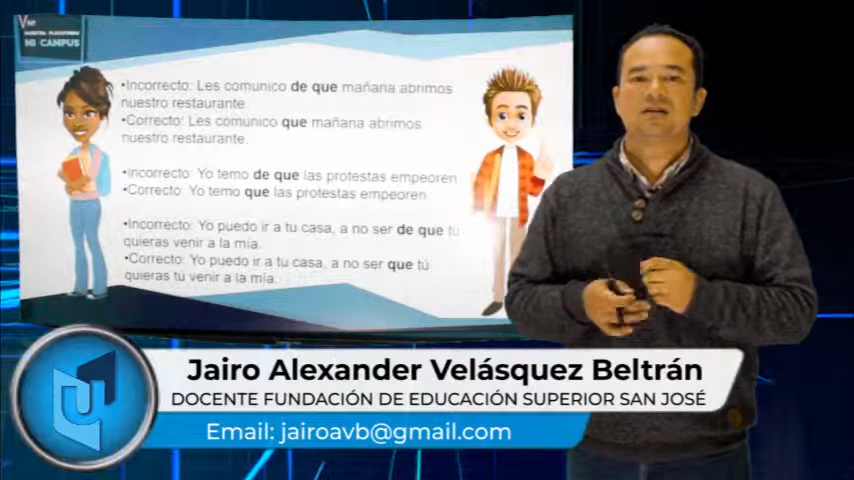 MI CAMPUS
•Incorrecto: Les comunico de que mañana abrimos
nuestro restaurante.
•Correcto: Les comunico que mañana abrimos
nuestro restaurante.
•Incorrecto: Yo temo de que las protestas empeoren.
•Correcto: Yo temo que las protestas empeoren.
•Incorrecto: Yo puedo ir a tu casa, a no ser de que tú
quieras venir a la mía.
•Correcto: Yo puedo ir a tu casa, a no ser que tú
quieras tú venir a la mía.
Jairo Alexander Velásquez Beltrán
DOCENTE FUNDACIÓN DE EDUCACIÓN SUPERIOR SAN JOSÉ
Email: jairoavb@gmail.com